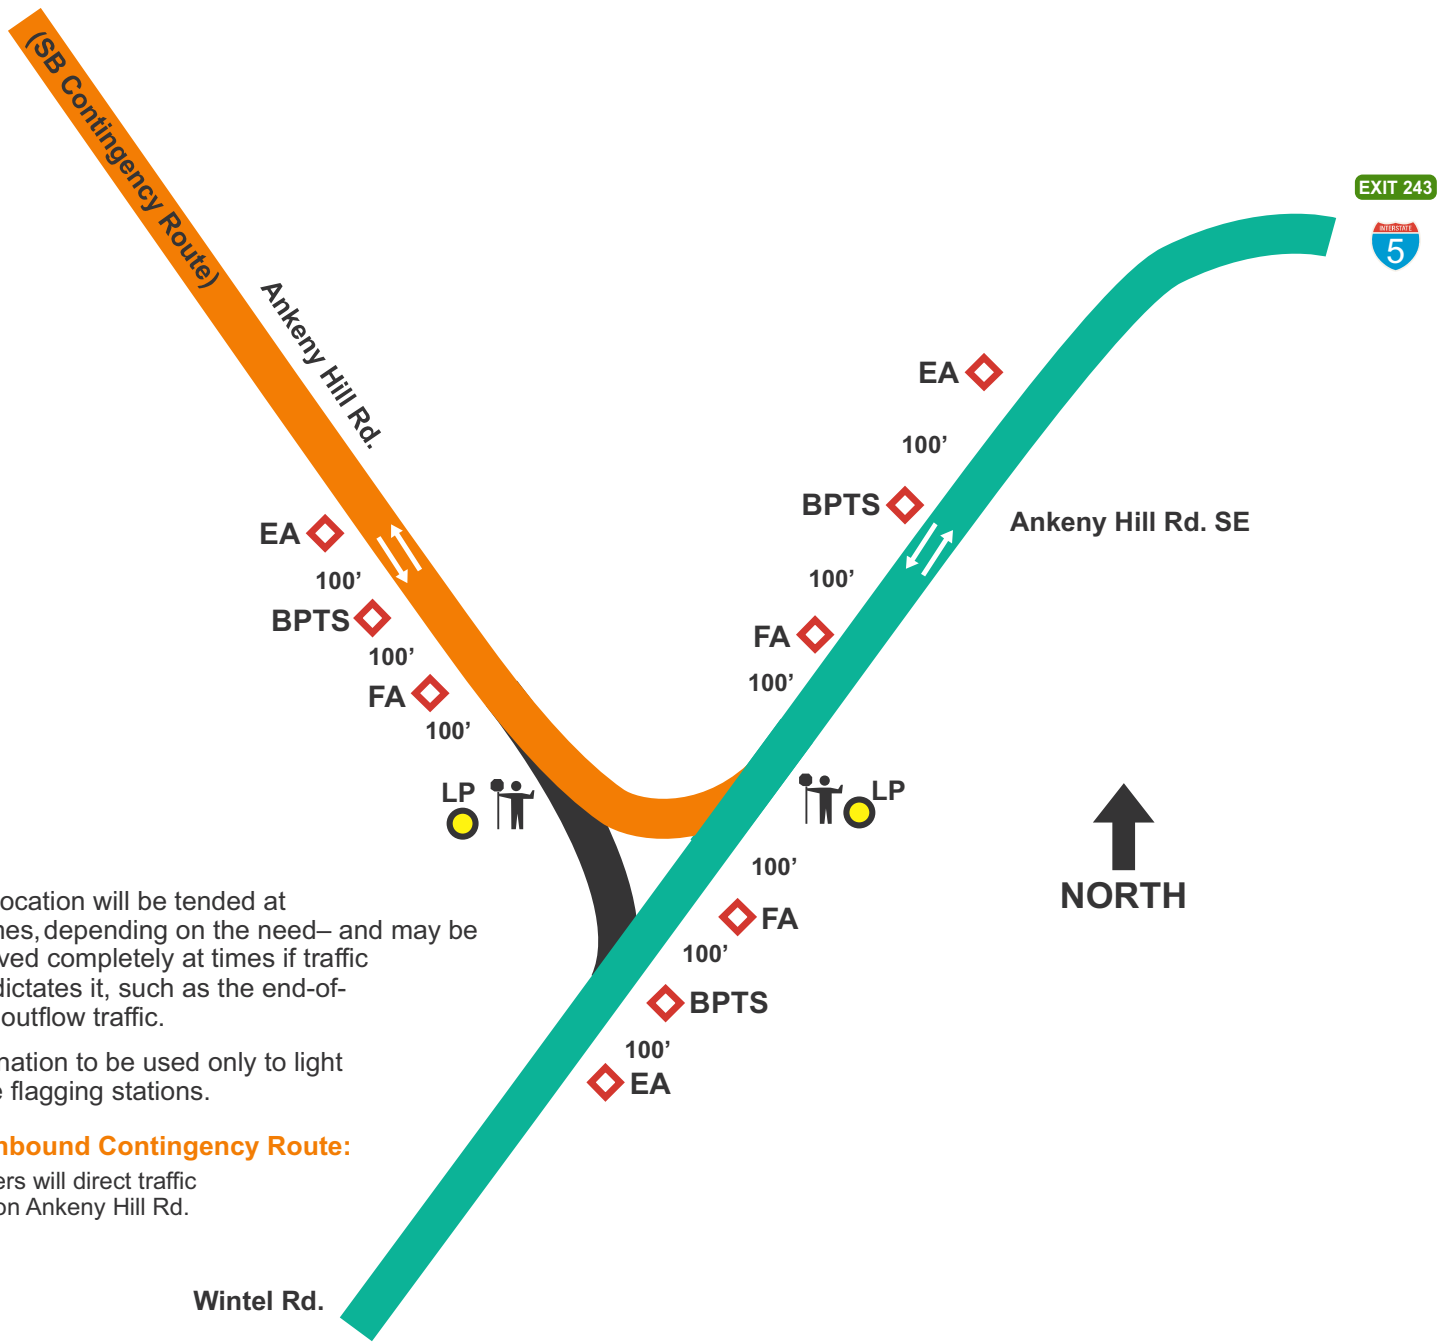 (SB Contingency Route)
Ankeny Hill Rd.
EXIT 243
INTERSTATE
5
EA
100’
BPTS
100’
FA
100’
Ankeny Hill Rd. SE
EA
100’
BPTS
100’
FA
100’
LP
LP
100’
FA
100’
BPTS
100’
EA
NORTH
ocation will be tended at
nes, depending on the need– and may be
ved completely at times if traffic
dictates it, such as the end-of-
outflow traffic.
nation to be used only to light
e flagging stations.
nbound Contingency Route:
ers will direct traffic
on Ankeny Hill Rd.
Wintel Rd.